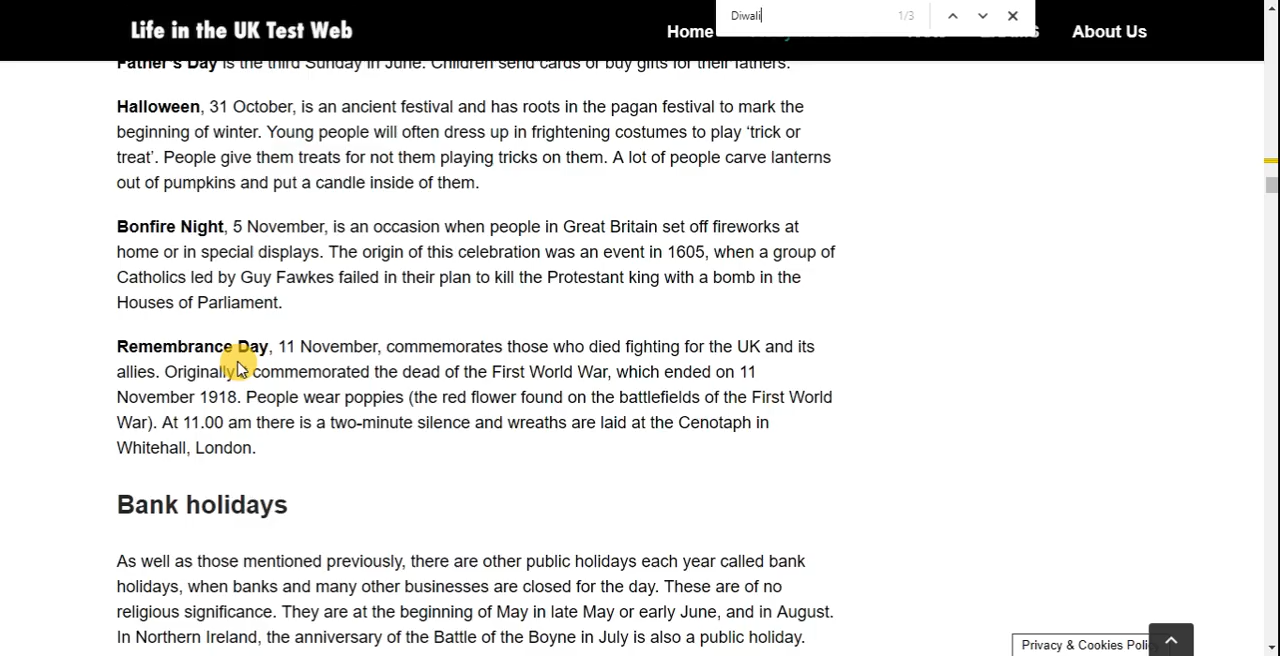 Life in the UK Test Web
Home
About Us
Diwali
1/3
Father's Day is the third Sunday in June. Children send cards or buy gifts for their fathers.
Halloween, 31 October, is an ancient festival and has roots in the pagan festival to mark the
beginning of winter. Young people will often dress up in frightening costumes to play ‘trick or
treat’. People give them treats for not them playing tricks on them. A lot of people carve lanterns
out of pumpkins and put a candle inside of them.
Bonfire Night, 5 November, is an occasion when people in Great Britain set off fireworks at
home or in special displays. The origin of this celebration was an event in 1605, when a group of
Catholics led by Guy Fawkes failed in their plan to kill the Protestant king with a bomb in the
Houses of Parliament.
Remembrance Day, 11 November, commemorates those who died fighting for the UK and its
allies. Originally commemorated the dead of the First World War, which ended on 11
November 1918. People wear poppies (the red flower found on the battlefields of the First World
War). At 11.00 am there is a two-minute silence and wreaths are laid at the Cenotaph in
Whitehall, London.
Bank holidays
As well as those mentioned previously, there are other public holidays each year called bank
holidays, when banks and many other businesses are closed for the day. These are of no
religious significance. They are at the beginning of May in late May or early June, and in August.
In Northern Ireland, the anniversary of the Battle of the Boyne in July is also a public holiday.
Privacy & Cookies Poli